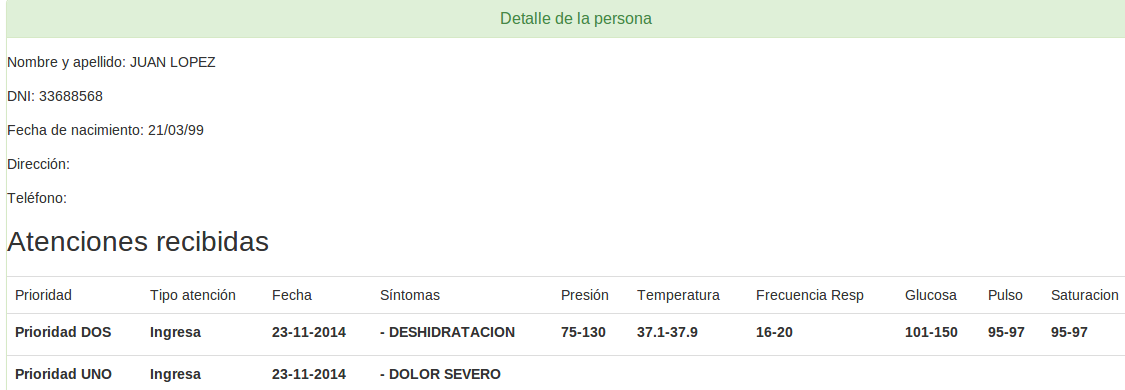 Detalle de la persona
Nombre y apellido: JUAN LOPEZ
DNI: 33688568
Fecha de nacimiento: 21/03/99
Dirección:
Teléfono:
Atenciones recibidas
Prioridad Tipo atención Fecha Síntomas Presión Temperatura Frecuencia Resp Glucosa Pulso Saturacion
Prioridad DOS Ingresa 23-11-2014 - DESHIDRATACION 75-130 37.1-37.9 16-20 101-150 95-97 95-97
Prioridad UNO Ingresa 23-11-2014 - DOLOR SEVERO